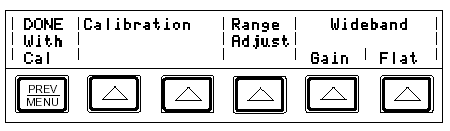 DONE Calibration Range Wideband
With Adjust
Cal Gain Flat
PREV
MENU